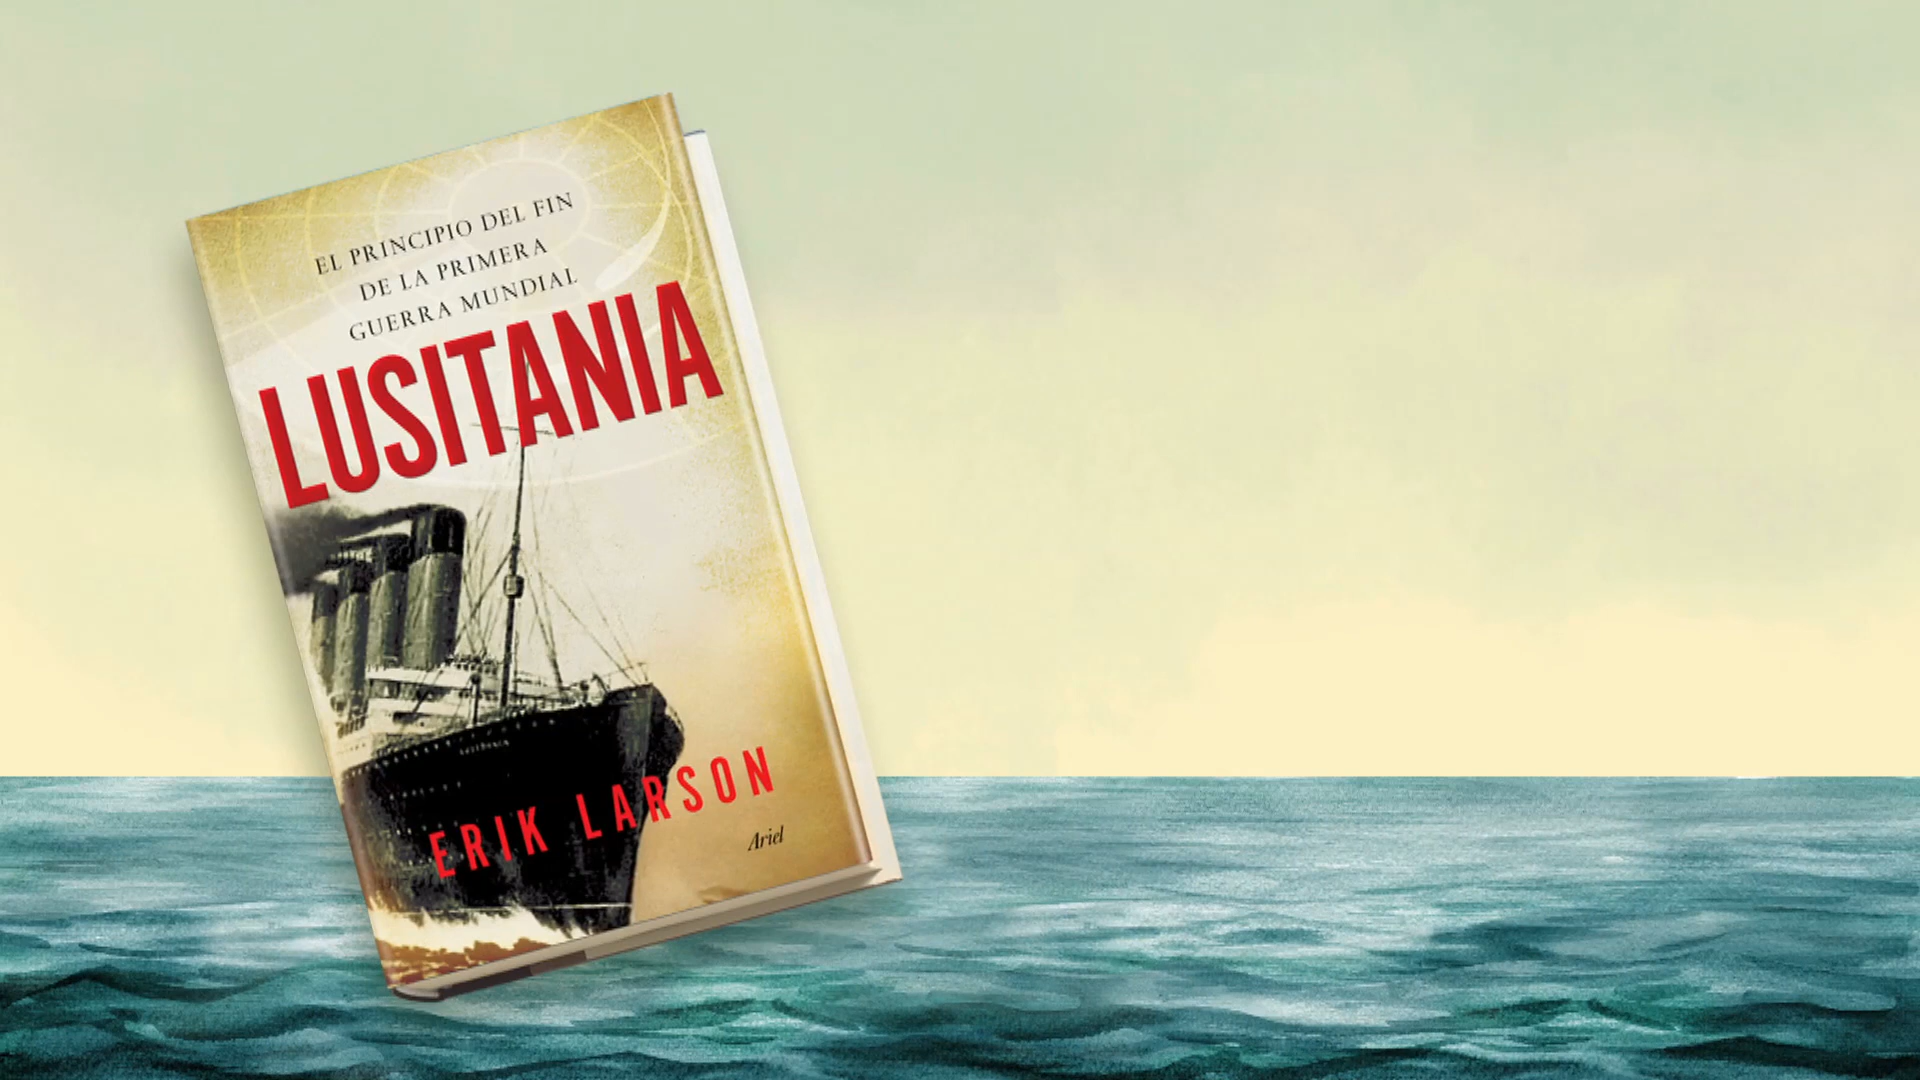 EL PRINCIPIO DEL FIN
DE LA PRIMERA
GUERRA MUNDIAL
LUSITANIA
ERIK LARSON
Ariel